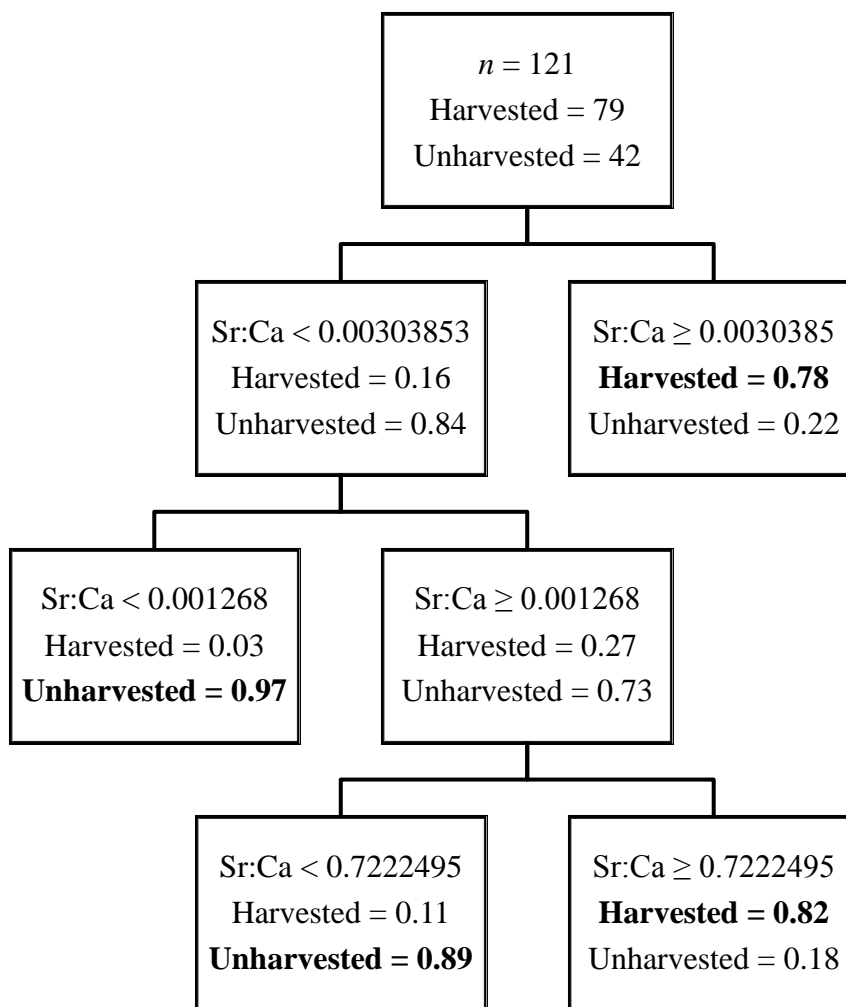 n = 121
Harvested = 79
Unharvested = 42
Sr:Ca < 0.00303853
Harvested = 0.16
Unharvested = 0.84
Sr:Ca ≥ 0.0030385
Harvested = 0.78
Unharvested = 0.22
Sr:Ca < 0.001268
Harvested = 0.03
Unharvested = 0.97
Sr:Ca ≥ 0.001268
Harvested = 0.27
Unharvested = 0.73
Sr:Ca < 0.7222495
Harvested = 0.11
Unharvested = 0.89
Sr:Ca ≥ 0.7222495
Harvested = 0.82
Unharvested = 0.18